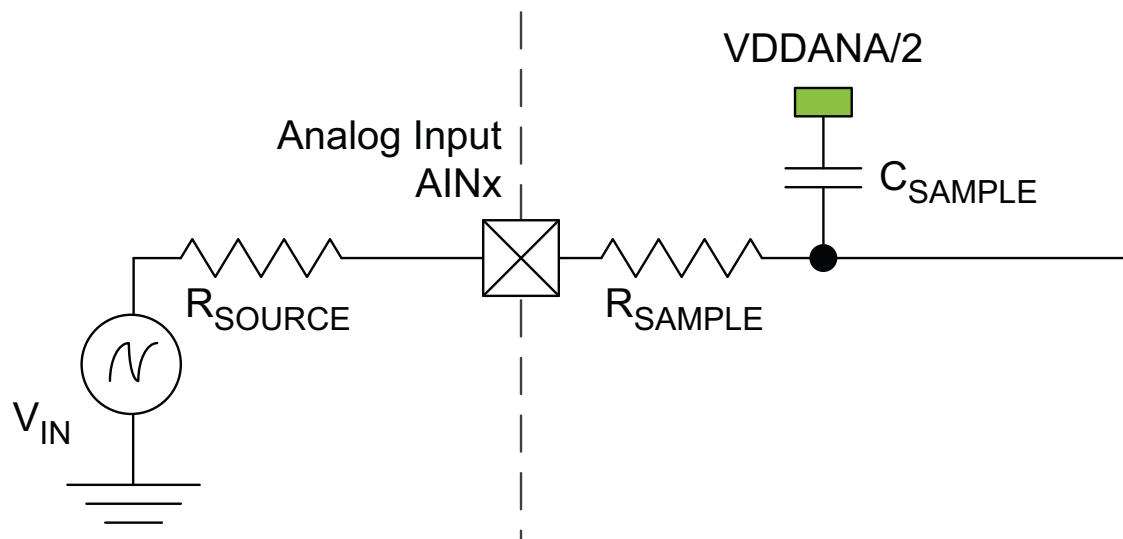 VDDANA/2
Analog Input
AINx
CSAMPLE
RSOURCE
RSAMPLE
VIN